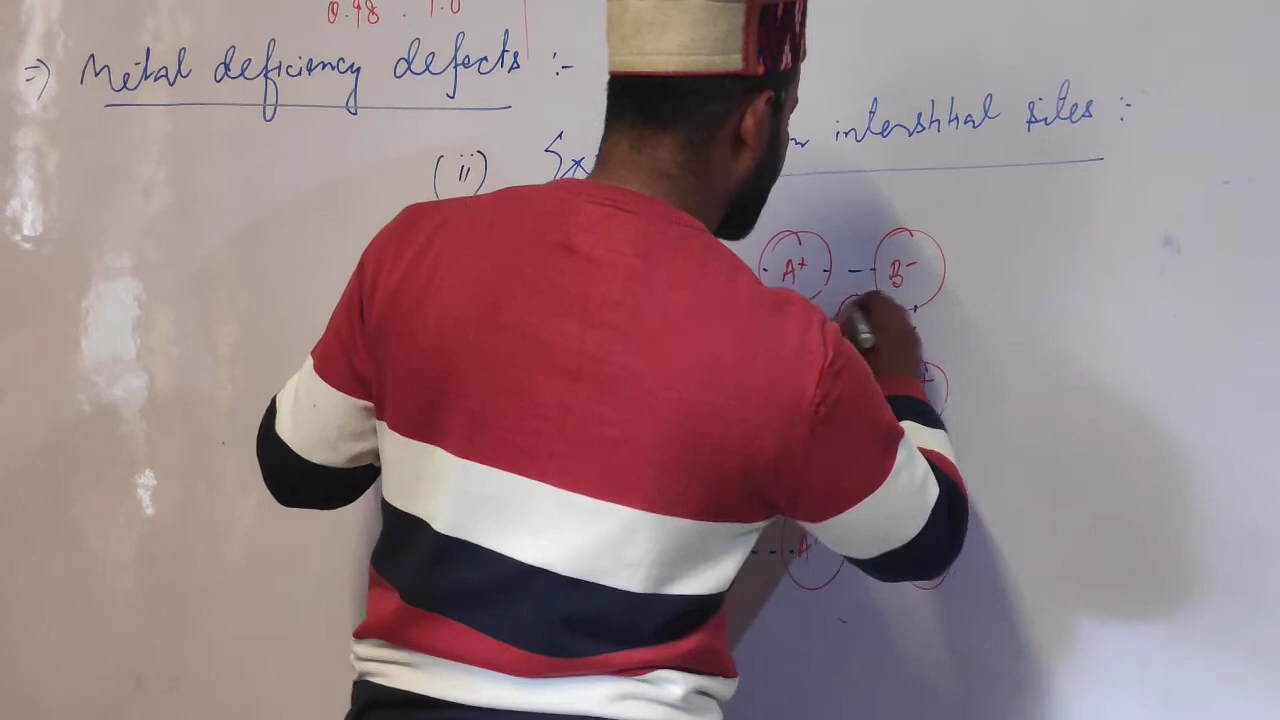 0.98 . 1.0
=> Metal deficiency defects :-
(ii) interstitial sites :
A⁺ -- B⁻
+
--- A